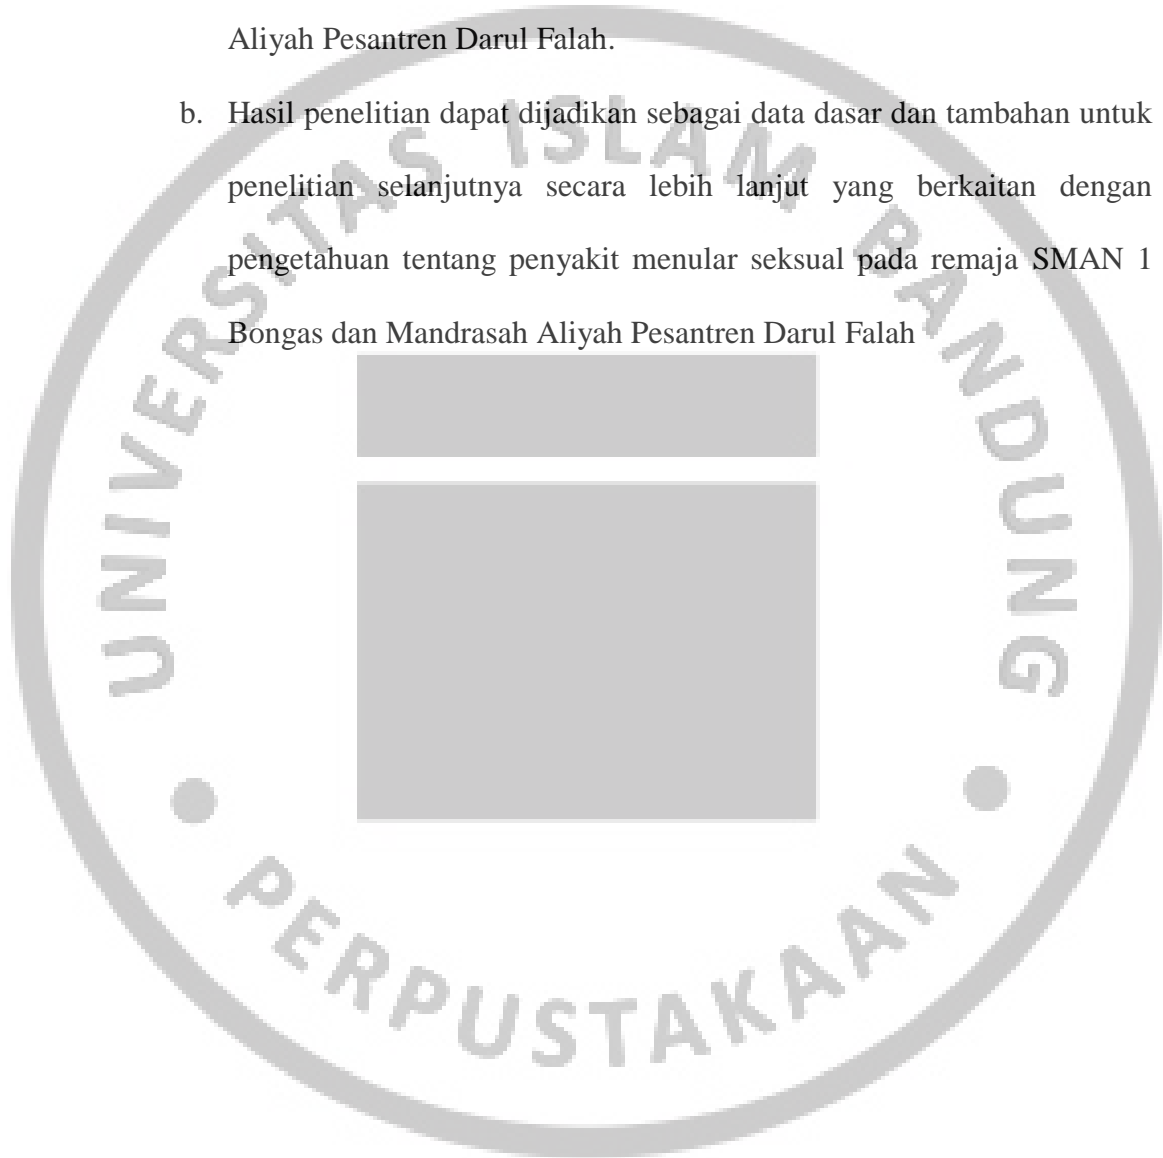 Aliyah Pesantren Darul Falah.
b. Hasil penelitian dapat dijadikan sebagai data dasar dan tambahan untuk
penelitian selanjutnya secara lebih lanjut yang berkaitan dengan
pengetahuan tentang penyakit menular seksual pada remaja SMAN 1
Bongas dan Mandrasah Aliyah Pesantren Darul Falah
UNIVERSITAS ISLAM BANDUNG
PERPUSTAKAAN